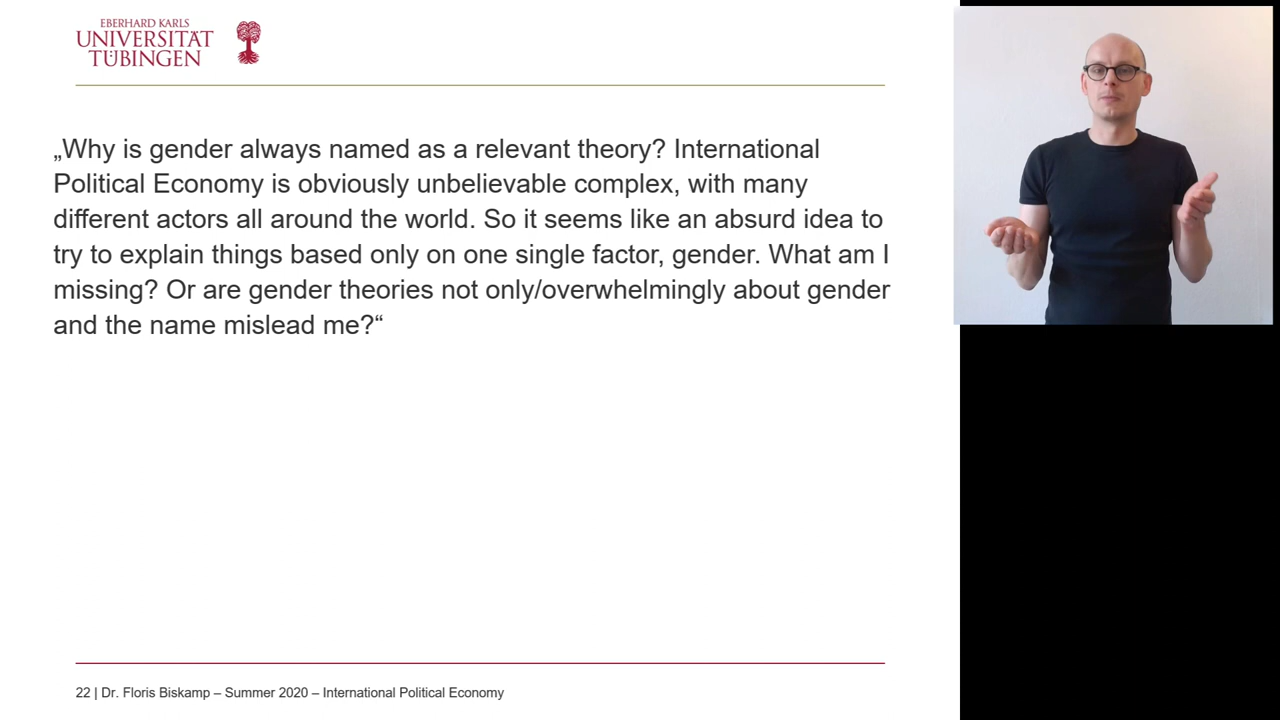 EBERHARD KARLS
UNIVERSITÄT
TÜBINGEN
„Why is gender always named as a relevant theory? International
Political Economy is obviously unbelievable complex, with many
different actors all around the world. So it seems like an absurd idea to
try to explain things based only on one single factor, gender. What am I
missing? Or are gender theories not only/overwhelmingly about gender
and the name mislead me?“
22 | Dr. Floris Biskamp – Summer 2020 – International Political Economy